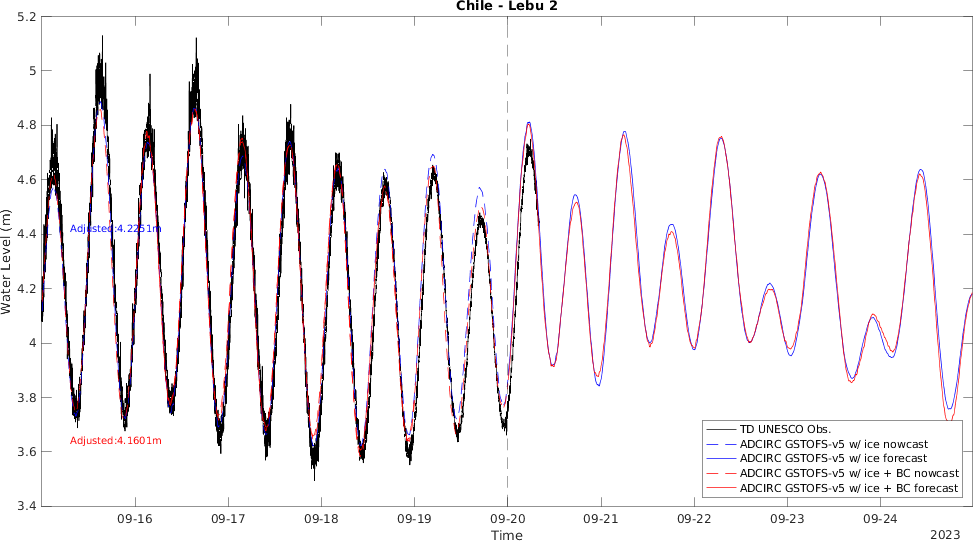 Chile - Lebu 2
5.2
5
4.8
4.6
4.4
4.2
4
3.8
3.6
3.4
Water Level (m)
Adjusted:4.2251m
Adjusted:4.1601m
TD UNESCO Obs.
ADCIRC GSTOFS-v5 w/ ice nowcast
ADCIRC GSTOFS-v5 w/ ice forecast
ADCIRC GSTOFS-v5 w/ ice + BC nowcast
ADCIRC GSTOFS-v5 w/ ice + BC forecast
09-16 09-17 09-18 09-19 09-20 09-21 09-22 09-23 09-24
Time
2023